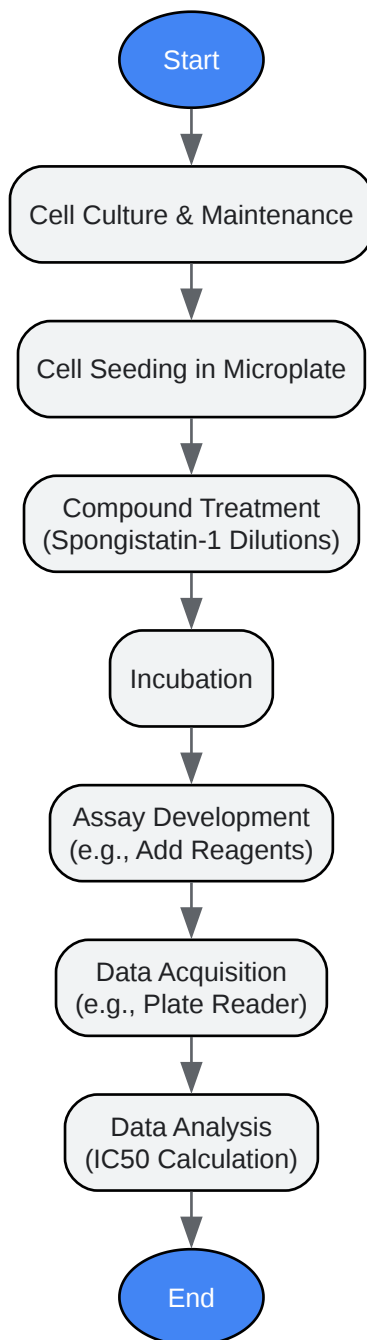 Start
Cell Culture & Maintenance
Cell Seeding in Microplate
Compound Treatment
(Spongistatin-1 Dilutions)
Incubation
Assay Development
(e.g., Add Reagents)
Data Acquisition
(e.g., Plate Reader)
Data Analysis
(IC50 Calculation)
End